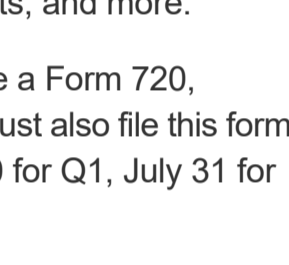 ts, and more.
e a Form 720,
ust also file this form
) for Q1, July 31 for